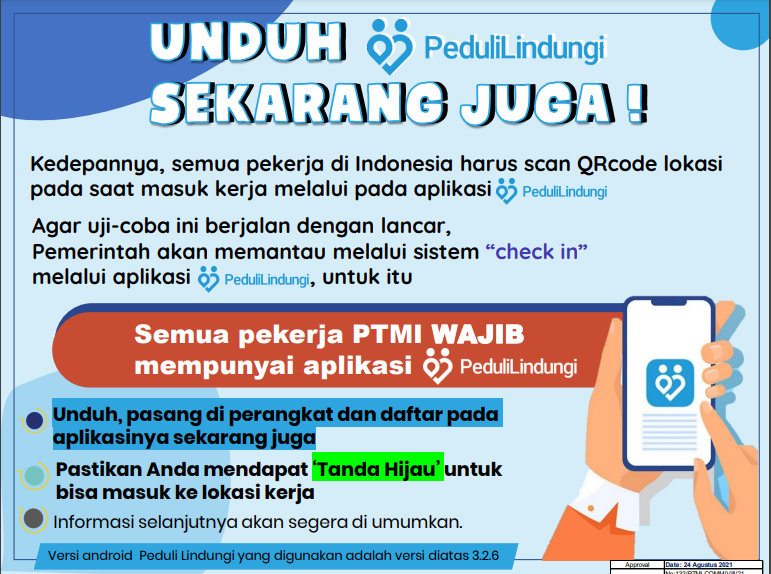 UNDUH PeduliLindungi
SEKARANG JUGA !
Kedepannya, semua pekerja di Indonesia harus scan QRcode lokasi
pada saat masuk kerja melalui pada aplikasi PeduliLindungi
Agar uji-coba ini berjalan dengan lancar,
Pemerintah akan memantau melalui sistem “check in”
melalui aplikasi PeduliLindungi, untuk itu
Semua pekerja PTMI WAJIB
mempunyai aplikasi PeduliLindungi
Unduh, pasang di perangkat dan daftar pada
aplikasinya sekarang juga
Pastikan Anda mendapat ‘Tanda Hijau’ untuk
bisa masuk ke lokasi kerja
Informasi selanjutnya akan segera di umumkan.
Versi android Peduli Lindungi yang digunakan adalah versi diatas 3.2.6
Approval Date: 24 Agustus 2021